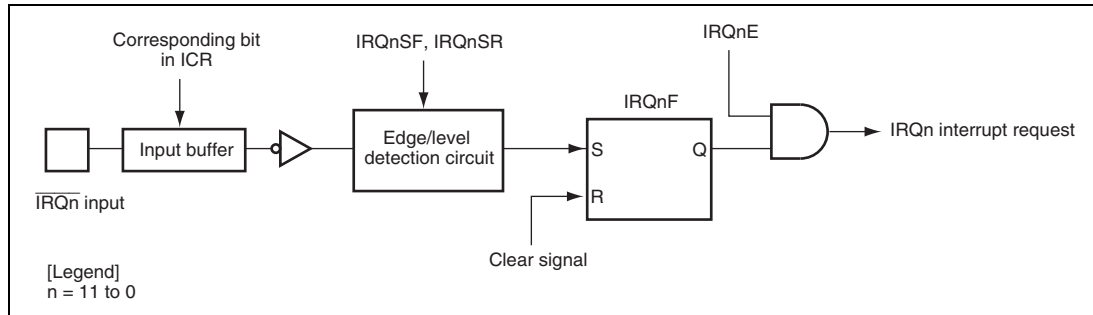 Corresponding bit
in ICR
IRQnSF, IRQnSR
IRQnE
IRQnF
Input buffer
Edge/level
detection circuit
S
Q
R
IRQn interrupt request
IRQn input
Clear signal
[Legend]
n = 11 to 0